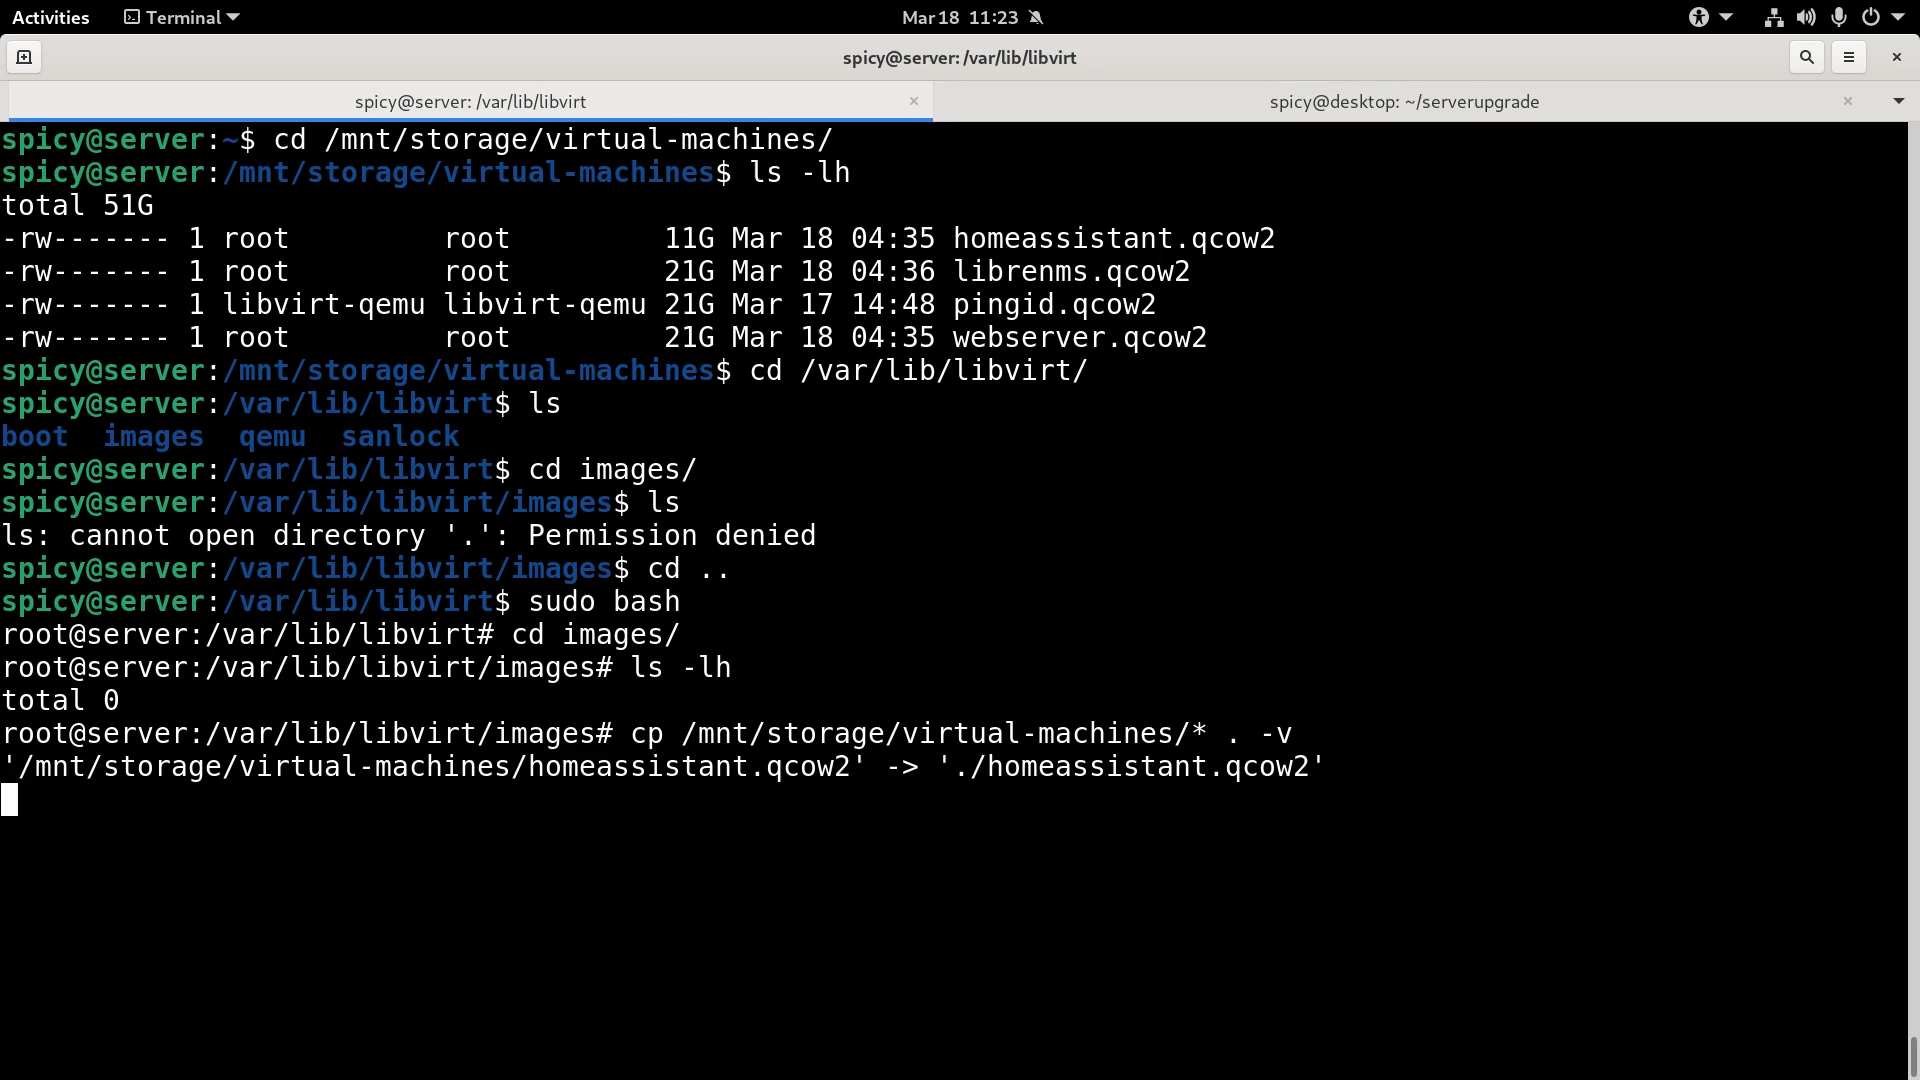 Activities Terminal Mar 18 11:23
spicy@server: /var/lib/libvirt
spicy@server: /var/lib/libvirt × spicy@desktop: ~/serverupgrade ×
spicy@server:~$ cd /mnt/storage/virtual-machines/
spicy@server:/mnt/storage/virtual-machines$ ls -lh
total 51G
-rw------- 1 root         root         11G Mar 18 04:35 homeassistant.qcow2
-rw------- 1 root         root         21G Mar 18 04:36 librenms.qcow2
-rw------- 1 libvirt-qemu libvirt-qemu 21G Mar 17 14:48 pingid.qcow2
-rw------- 1 root         root         21G Mar 18 04:35 webserver.qcow2
spicy@server:/mnt/storage/virtual-machines$ cd /var/lib/libvirt/
spicy@server:/var/lib/libvirt$ ls
boot  images  qemu  sanlock
spicy@server:/var/lib/libvirt$ cd images/
spicy@server:/var/lib/libvirt/images$ ls
ls: cannot open directory '.': Permission denied
spicy@server:/var/lib/libvirt/images$ cd ..
spicy@server:/var/lib/libvirt$ sudo bash
root@server:/var/lib/libvirt# cd images/
root@server:/var/lib/libvirt/images# ls -lh
total 0
root@server:/var/lib/libvirt/images# cp /mnt/storage/virtual-machines/* . -v
'/mnt/storage/virtual-machines/homeassistant.qcow2' -> './homeassistant.qcow2'